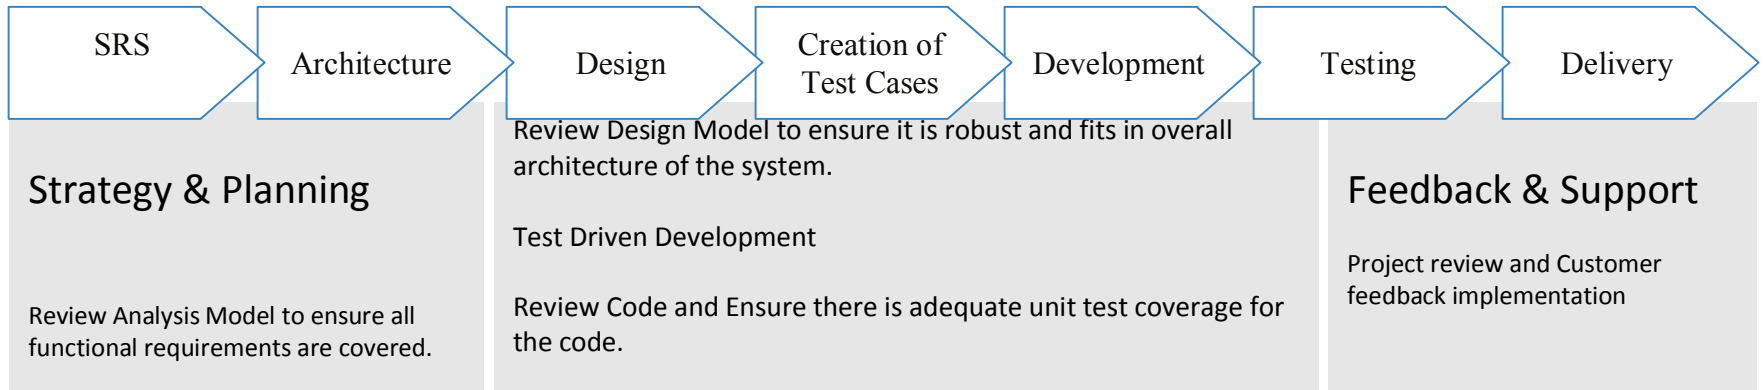 SRS
Architecture
Design
Creation of
Test Cases
Development
Testing
Delivery
Strategy & Planning
Review Analysis Model to ensure all
functional requirements are covered.
Review Design Model to ensure it is robust and fits in overall
architecture of the system.
Test Driven Development
Review Code and Ensure there is adequate unit test coverage for
the code.
Feedback & Support
Project review and Customer
feedback implementation